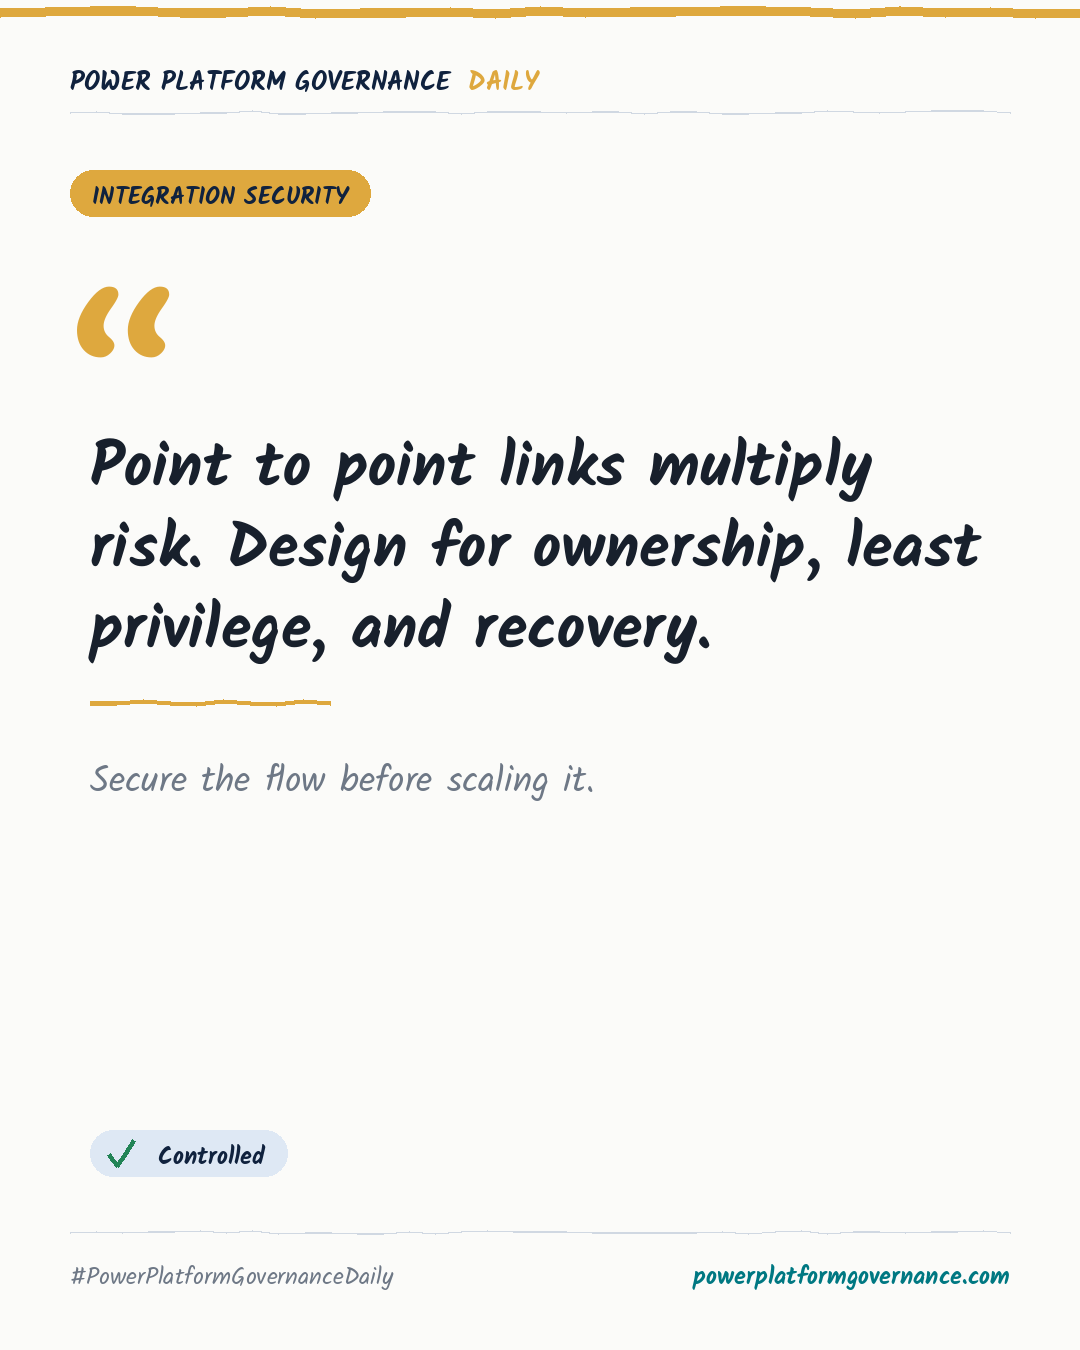 POWER PLATFORM GOVERNANCE DAILY
INTEGRATION SECURITY
“
Point to point links multiply
risk. Design for ownership, least
privilege, and recovery.
Secure the flow before scaling it.
Controlled
#PowerPlatformGovernanceDaily
powerplatformgovernance.com